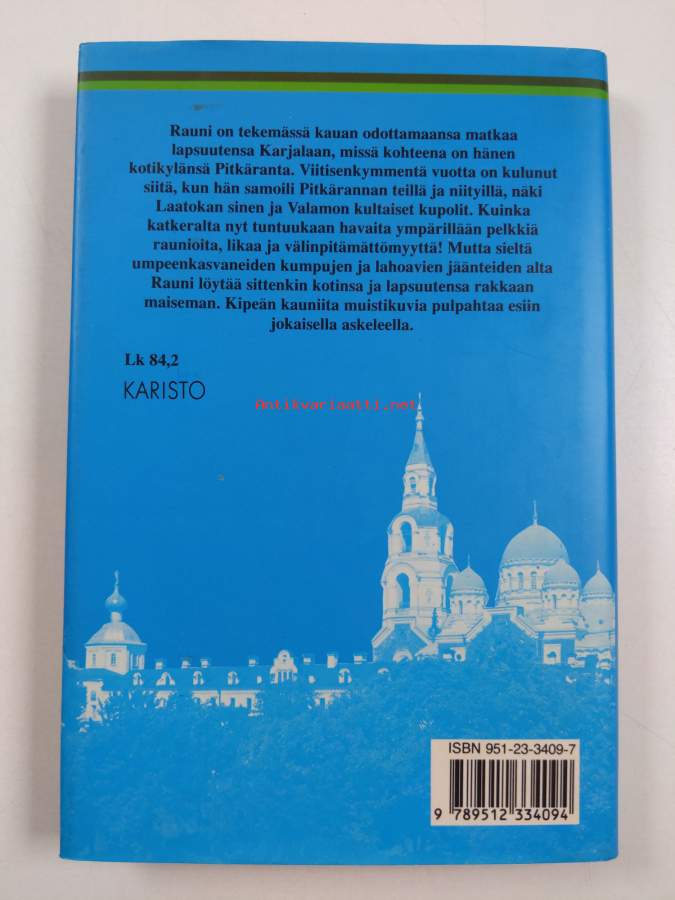 Rauni on tekemässä kauan odottamaansa matkaa
lapsuutensa Karjalaan, missä kohteena on hänen
kotikylänsä Pitkäranta. Viitisenkymmentä vuotta on kulunut
siitä, kun hän samoili Pitkärannan teillä ja niityillä, näki
Laatokan sinen ja Valamon kultaiset kupolit. Kuinka
katkeralta nyt tuntuukaan havaita ympärillään pelkkiä
raunioita, likaa ja välinpitämättömyyttä! Mutta sieltä
umpeenkasvaneiden kumpujen ja lahoavien jäänteiden alta
Rauni löytää sittenkin kotinsa ja lapsuutensa rakkaan
maiseman. Kipeän kauniita muistikuvia pulpahtaa esiin
jokaisella askeleella.
Lk 84,2
KARISTO
Antikvariaatti.net
ISBN 951-23-3409-7
9 789512 334094